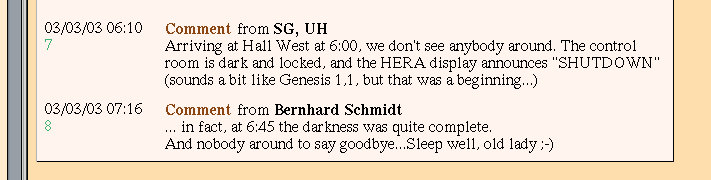 03/03/03 06:10 Comment from SG, UH
7 Arriving at Hall West at 6:00, we don't see anybody around. The control
room is dark and locked, and the HERA display announces "SHUTDOWN"
(sounds a bit like Genesis 1,1, but that was a beginning...)
03/03/03 07:16 Comment from Bernhard Schmidt
8 ... in fact, at 6:45 the darkness was quite complete.
And nobody around to say goodbye...Sleep well, old lady ;-)